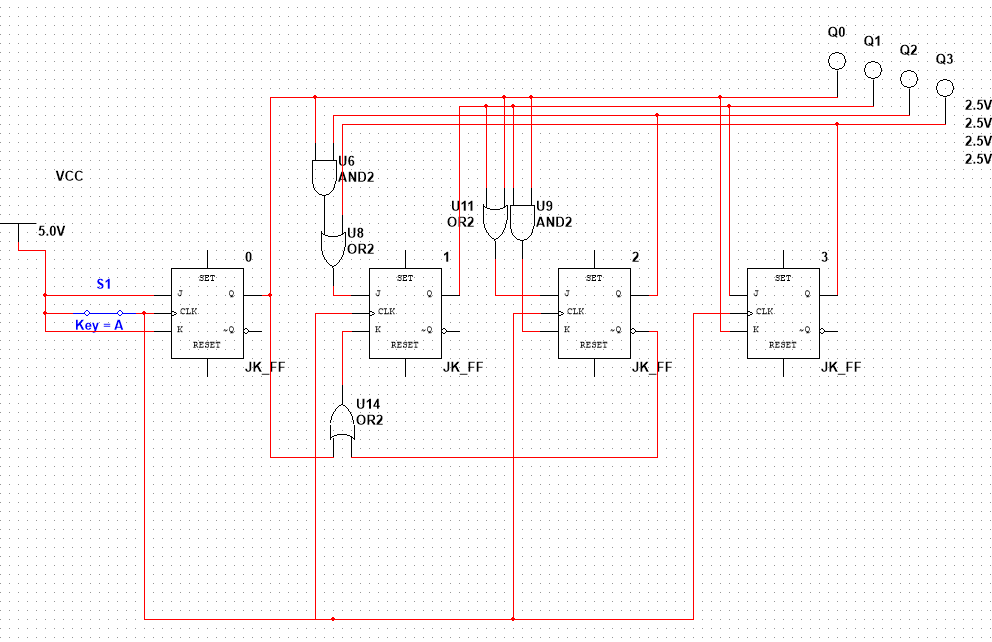 Q0
Q1
Q2
Q3
2.5V
2.5V
2.5V
2.5V
VCC
5.0V
U6
AND2
U8
OR2
U11
OR2
U9
AND2
S1
Key = A
0
SET
J Q
CLK
K ~Q
RESET
JK_FF
1
SET
J Q
CLK
K ~Q
RESET
JK_FF
2
SET
J Q
CLK
K ~Q
RESET
JK_FF
3
SET
J Q
CLK
K ~Q
RESET
JK_FF
U14
OR2